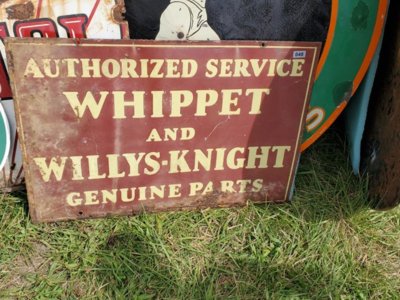 AUTHORIZED SERVICE
WHIPPET
AND
WILLYS-KNIGHT
GENUINE PARTS